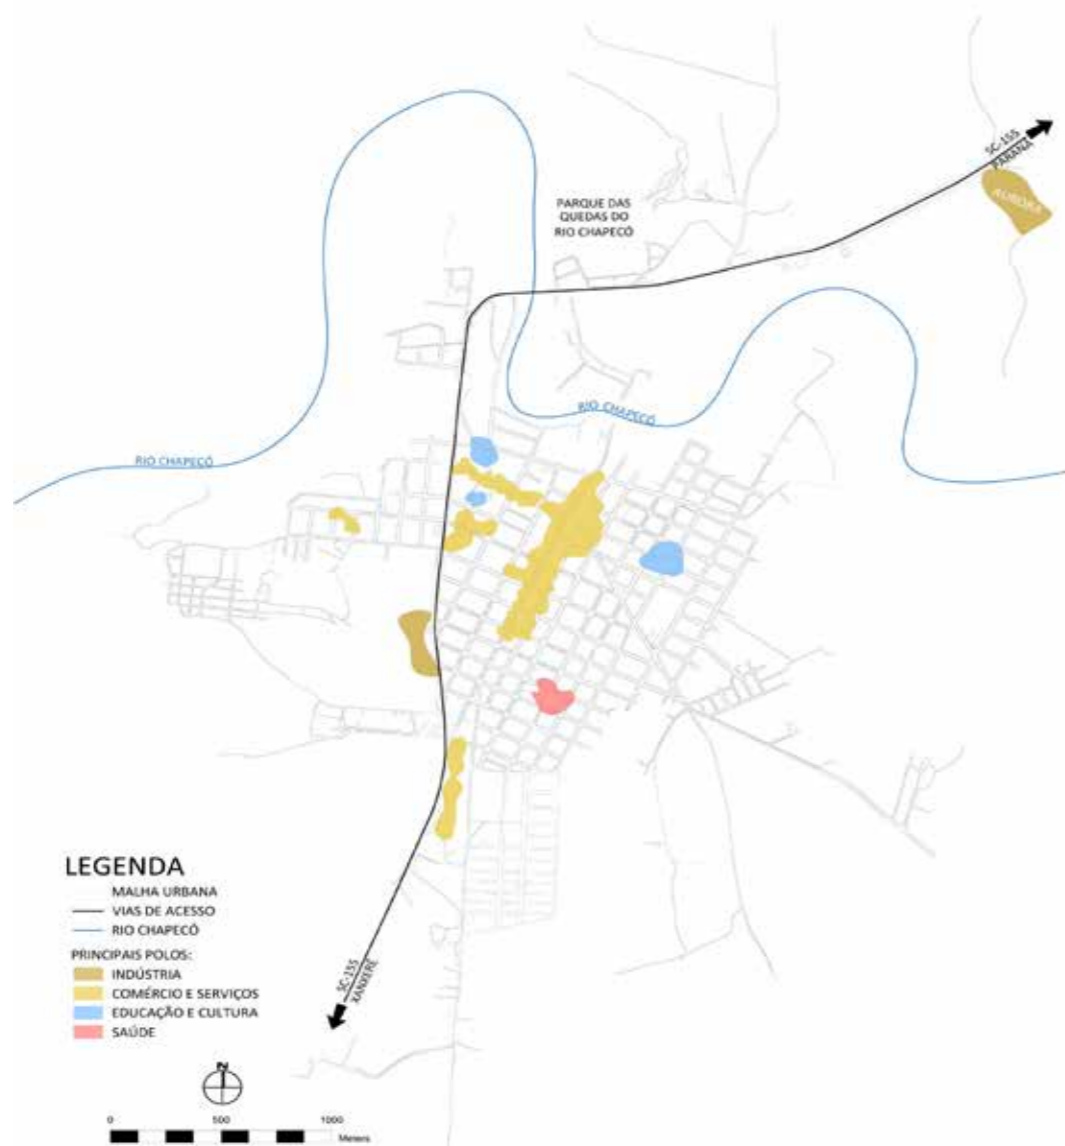 SC-155
PARANÁ
AURORA
PARQUE DAS
QUEDAS DO
RIO CHAPECÓ
RIO CHAPECÓ
RIO CHAPECÓ
LEGENDA
MALHA URBANA
VIAS DE ACESSO
RIO CHAPECÓ
PRINCIPAIS POLOS:
INDÚSTRIA
COMÉRCIO E SERVIÇOS
EDUCAÇÃO E CULTURA
SAÚDE
SC-155
XANXERÊ
N
0 500 1000
Meters